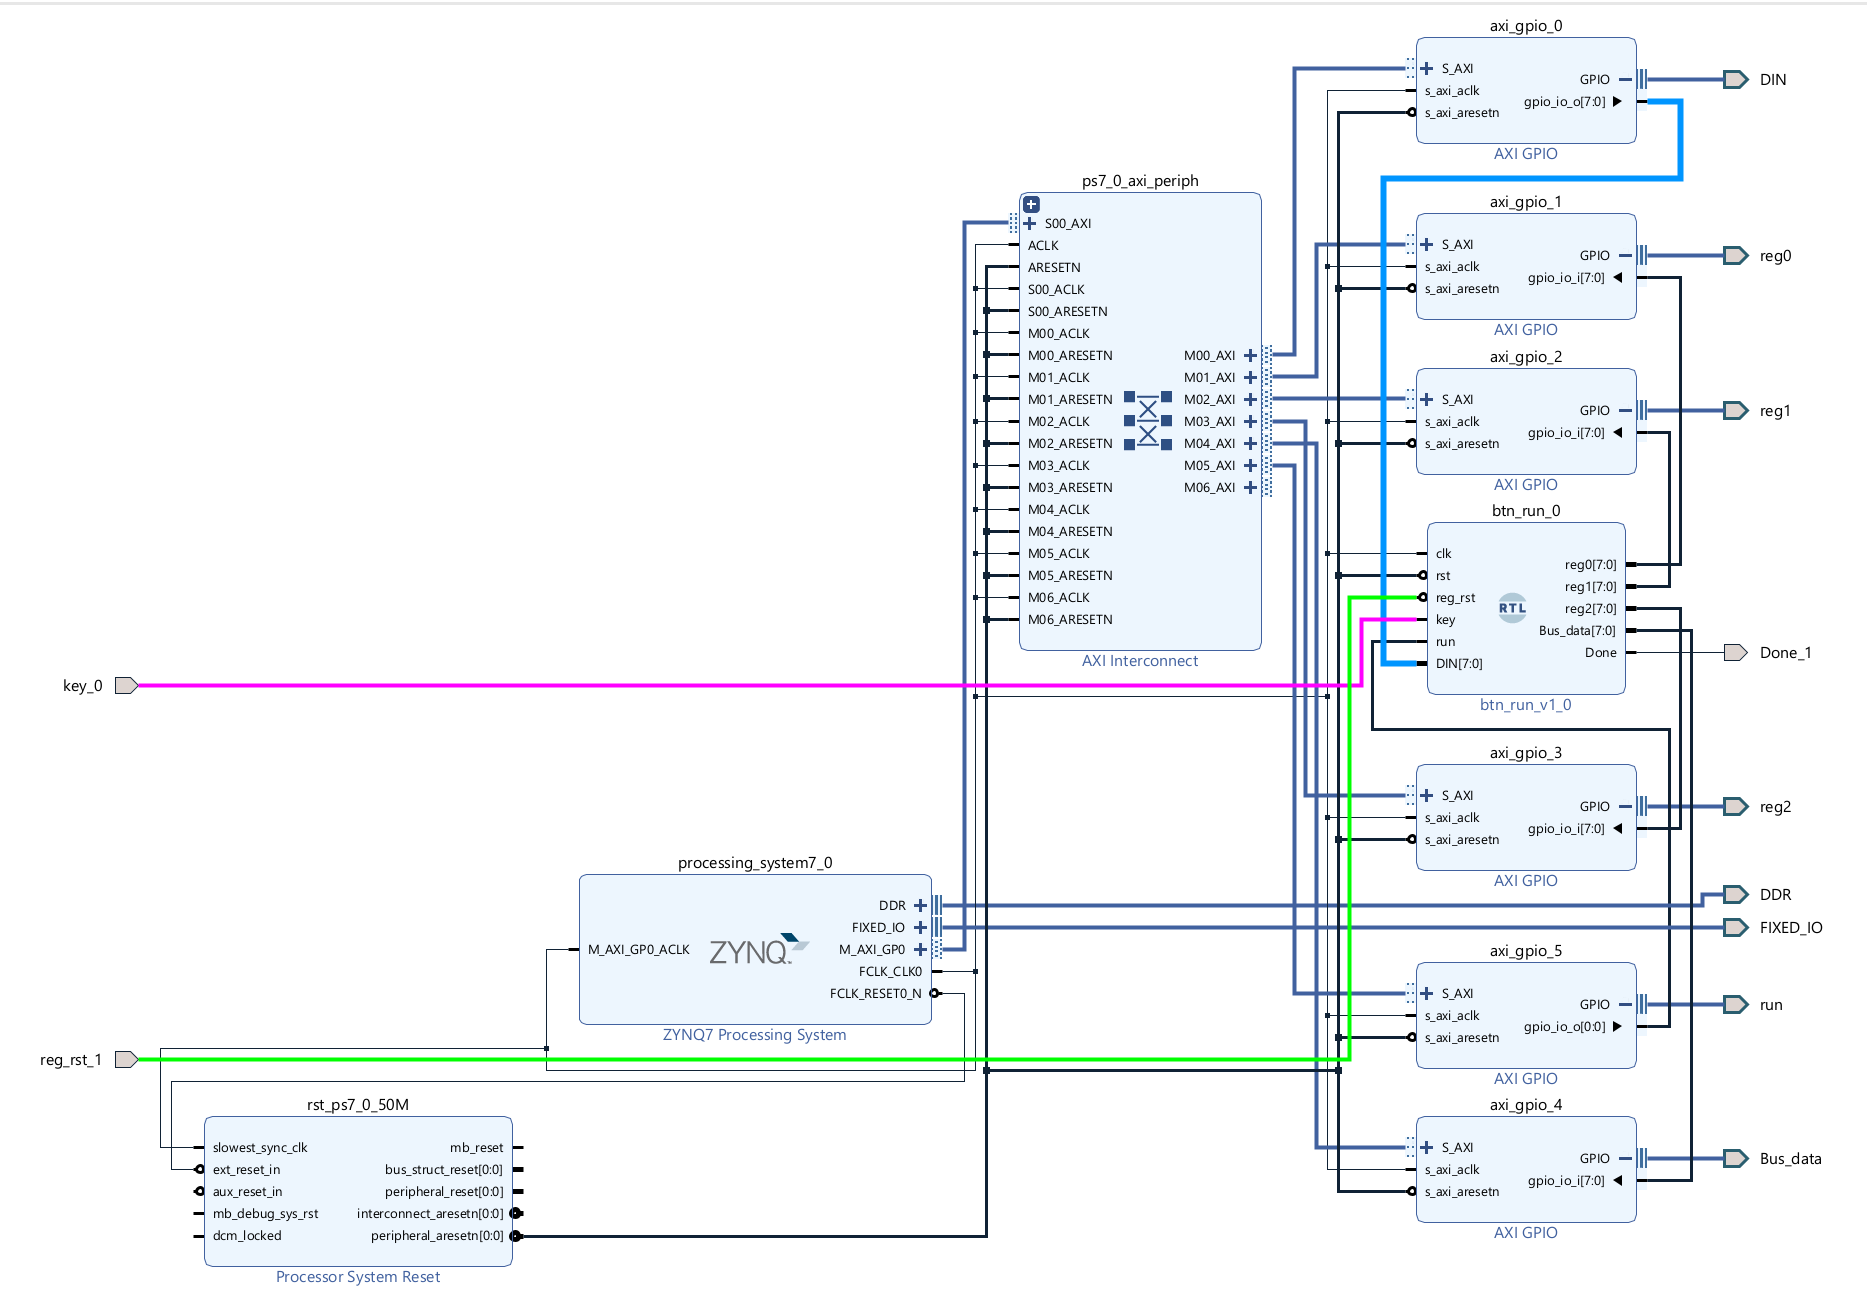 axi_gpio_0
S_AXI
s_axi_aclk
s_axi_aresetn
GPIO
gpio_io_o[7:0]
AXI GPIO
DIN
axi_gpio_1
S_AXI
s_axi_aclk
s_axi_aresetn
GPIO
gpio_io_i[7:0]
AXI GPIO
reg0
ps7_0_axi_periph
S00_AXI
ACLK
ARESETN
S00_ACLK
S00_ARESETN
M00_ACLK
M00_ARESETN
M01_ACLK
M01_ARESETN
M02_ACLK
M02_ARESETN
M03_ACLK
M03_ARESETN
M04_ACLK
M04_ARESETN
M05_ACLK
M05_ARESETN
M06_ACLK
M06_ARESETN
M00_AXI
M01_AXI
M02_AXI
M03_AXI
M04_AXI
M05_AXI
M06_AXI
AXI Interconnect
axi_gpio_2
S_AXI
s_axi_aclk
s_axi_aresetn
GPIO
gpio_io_i[7:0]
AXI GPIO
reg1
btn_run_0
clk
rst
reg_rst
key
run
DIN[7:0]
RTL
reg0[7:0]
reg1[7:0]
reg2[7:0]
Bus_data[7:0]
Done
btn_run_v1_0
Done_1
key_0
axi_gpio_3
S_AXI
s_axi_aclk
s_axi_aresetn
GPIO
gpio_io_i[7:0]
AXI GPIO
reg2
processing_system7_0
M_AXI_GP0_ACLK
ZYNQ
DDR
FIXED_IO
M_AXI_GP0
FCLK_CLK0
FCLK_RESET0_N
ZYNQ7 Processing System
DDR
FIXED_IO
axi_gpio_5
S_AXI
s_axi_aclk
s_axi_aresetn
GPIO
gpio_io_o[0:0]
AXI GPIO
run
reg_rst_1
rst_ps7_0_50M
slowest_sync_clk
ext_reset_in
aux_reset_in
mb_debug_sys_rst
dcm_locked
mb_reset
bus_struct_reset[0:0]
peripheral_reset[0:0]
interconnect_aresetn[0:0]
peripheral_aresetn[0:0]
Processor System Reset
axi_gpio_4
S_AXI
s_axi_aclk
s_axi_aresetn
GPIO
gpio_io_i[7:0]
AXI GPIO
Bus_data